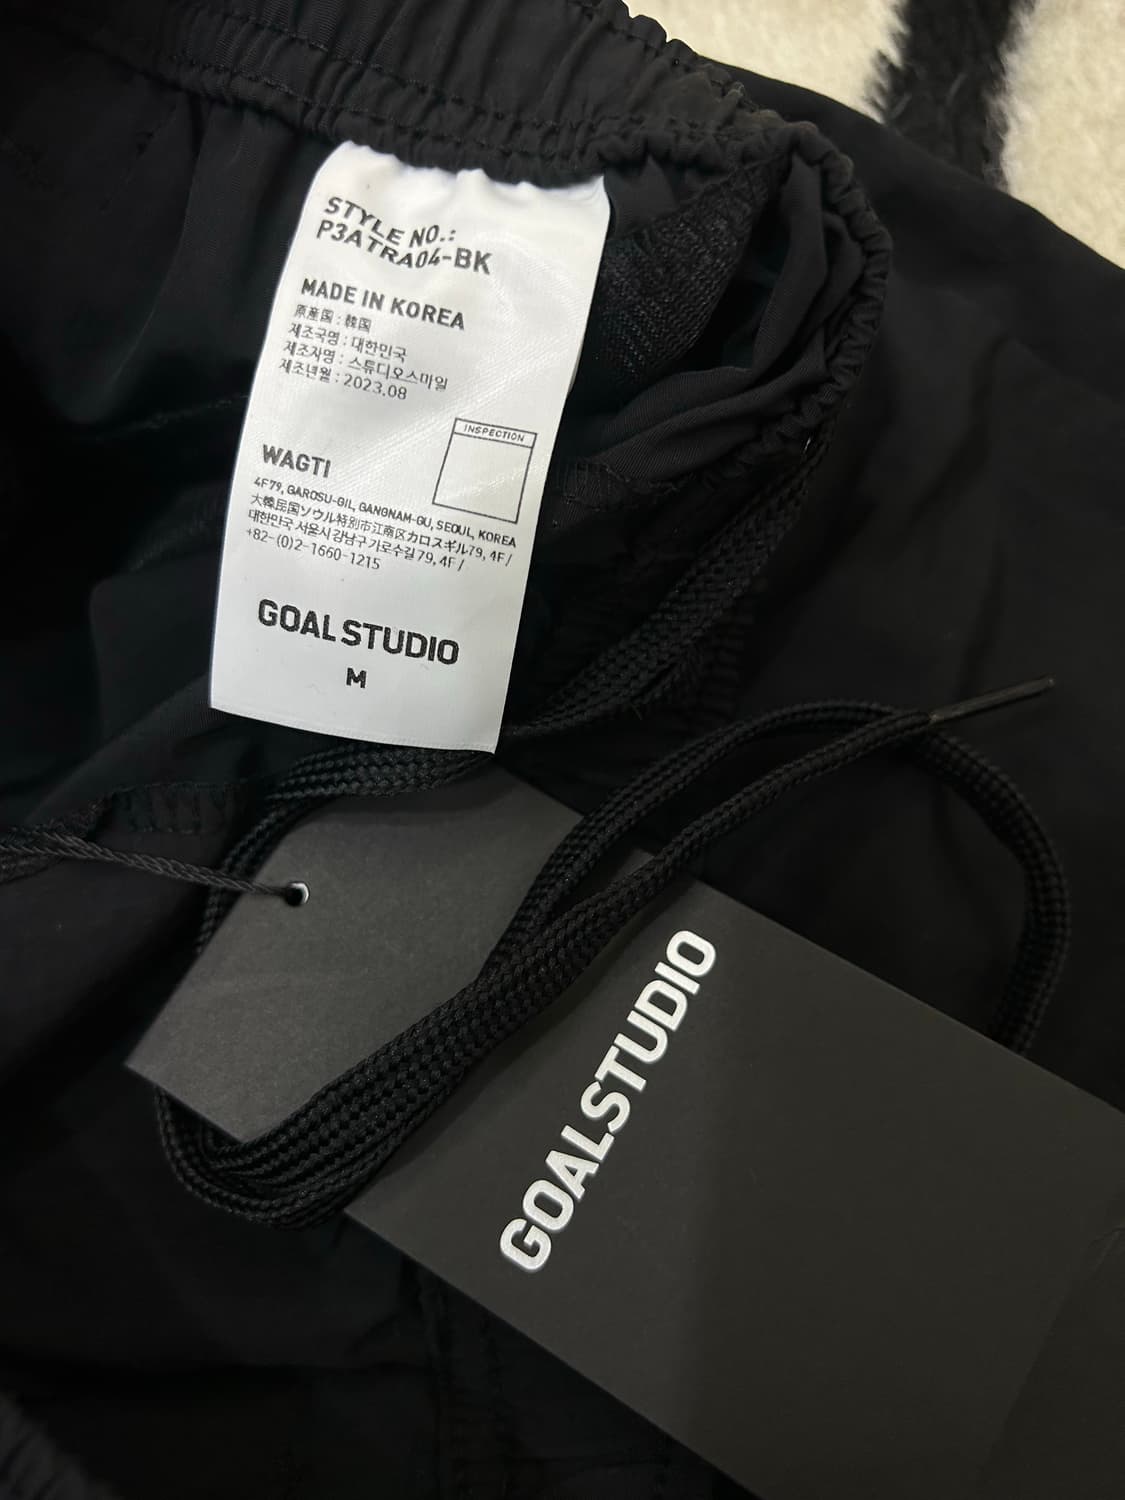 STYLE NO.:
P3ATRA04-BK
MADE IN KOREA
原産国 : 韓国
제조국명 : 대한민국
제조자명 : 스튜디오스마일
제조년월 : 2023.08
INSPECTION
WAGTI
4F 79, GAROSU-GIL, GANGNAM-GU, SEOUL, KOREA
大韓民国ソウル特別市江南区カロスギル79, 4F /
대한민국 서울시 강남구 가로수길 79, 4F /
+82-(0)2-1660-1215
GOALSTUDIO
M
GOALSTUDIO